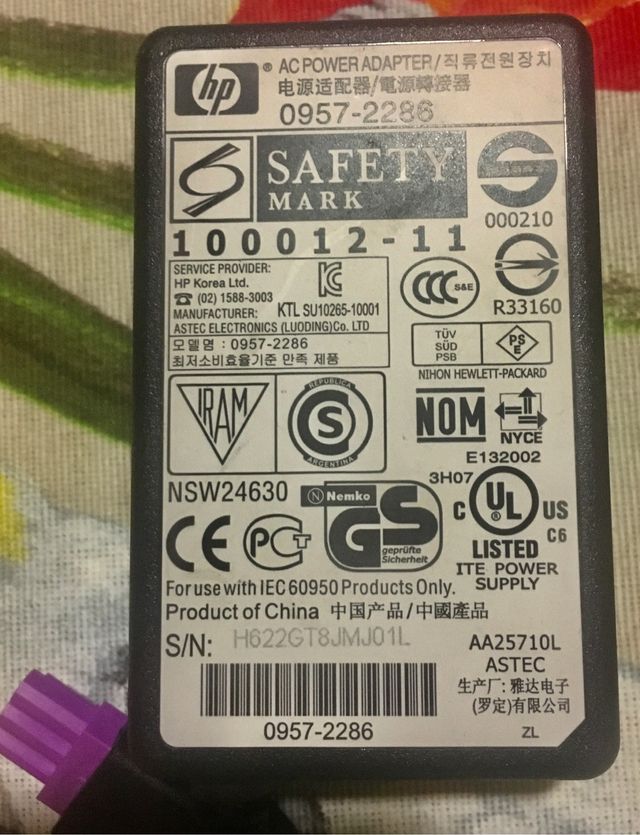 hp ® AC POWER ADAPTER/직류전원장치
电源适配器/電源轉接器
0957-2286
SAFETY
MARK
000210
100012-11
SERVICE PROVIDER:
HP Korea Ltd.
☎ (02) 1588-3003
MANUFACTURER: KTL SU10265-10001
ASTEC ELECTRONICS (LUODING)Co. LTD
모델명 : 0957-2286
최저소비효율기준 만족 제품
CCC S&E
R33160
TÜV
SÜD
PSB
PS
E
NIHON HEWLETT-PACKARD
IRAM
REPUBLICA
S
ARGENTINA
NOM
NYCE
E132002
NSW24630
3H07
C UL ® US
C6
LISTED
ITE POWER
SUPPLY
CE
PCT
N Nemko
GS
geprüfte
Sicherheit
For use with IEC 60950 Products Only.
Product of China 中国产品/中國產品
S/N: H622GT8JMJ01L
AA25710L
ASTEC
生产厂: 雅达电子
(罗定)有限公司
0957-2286
ZL